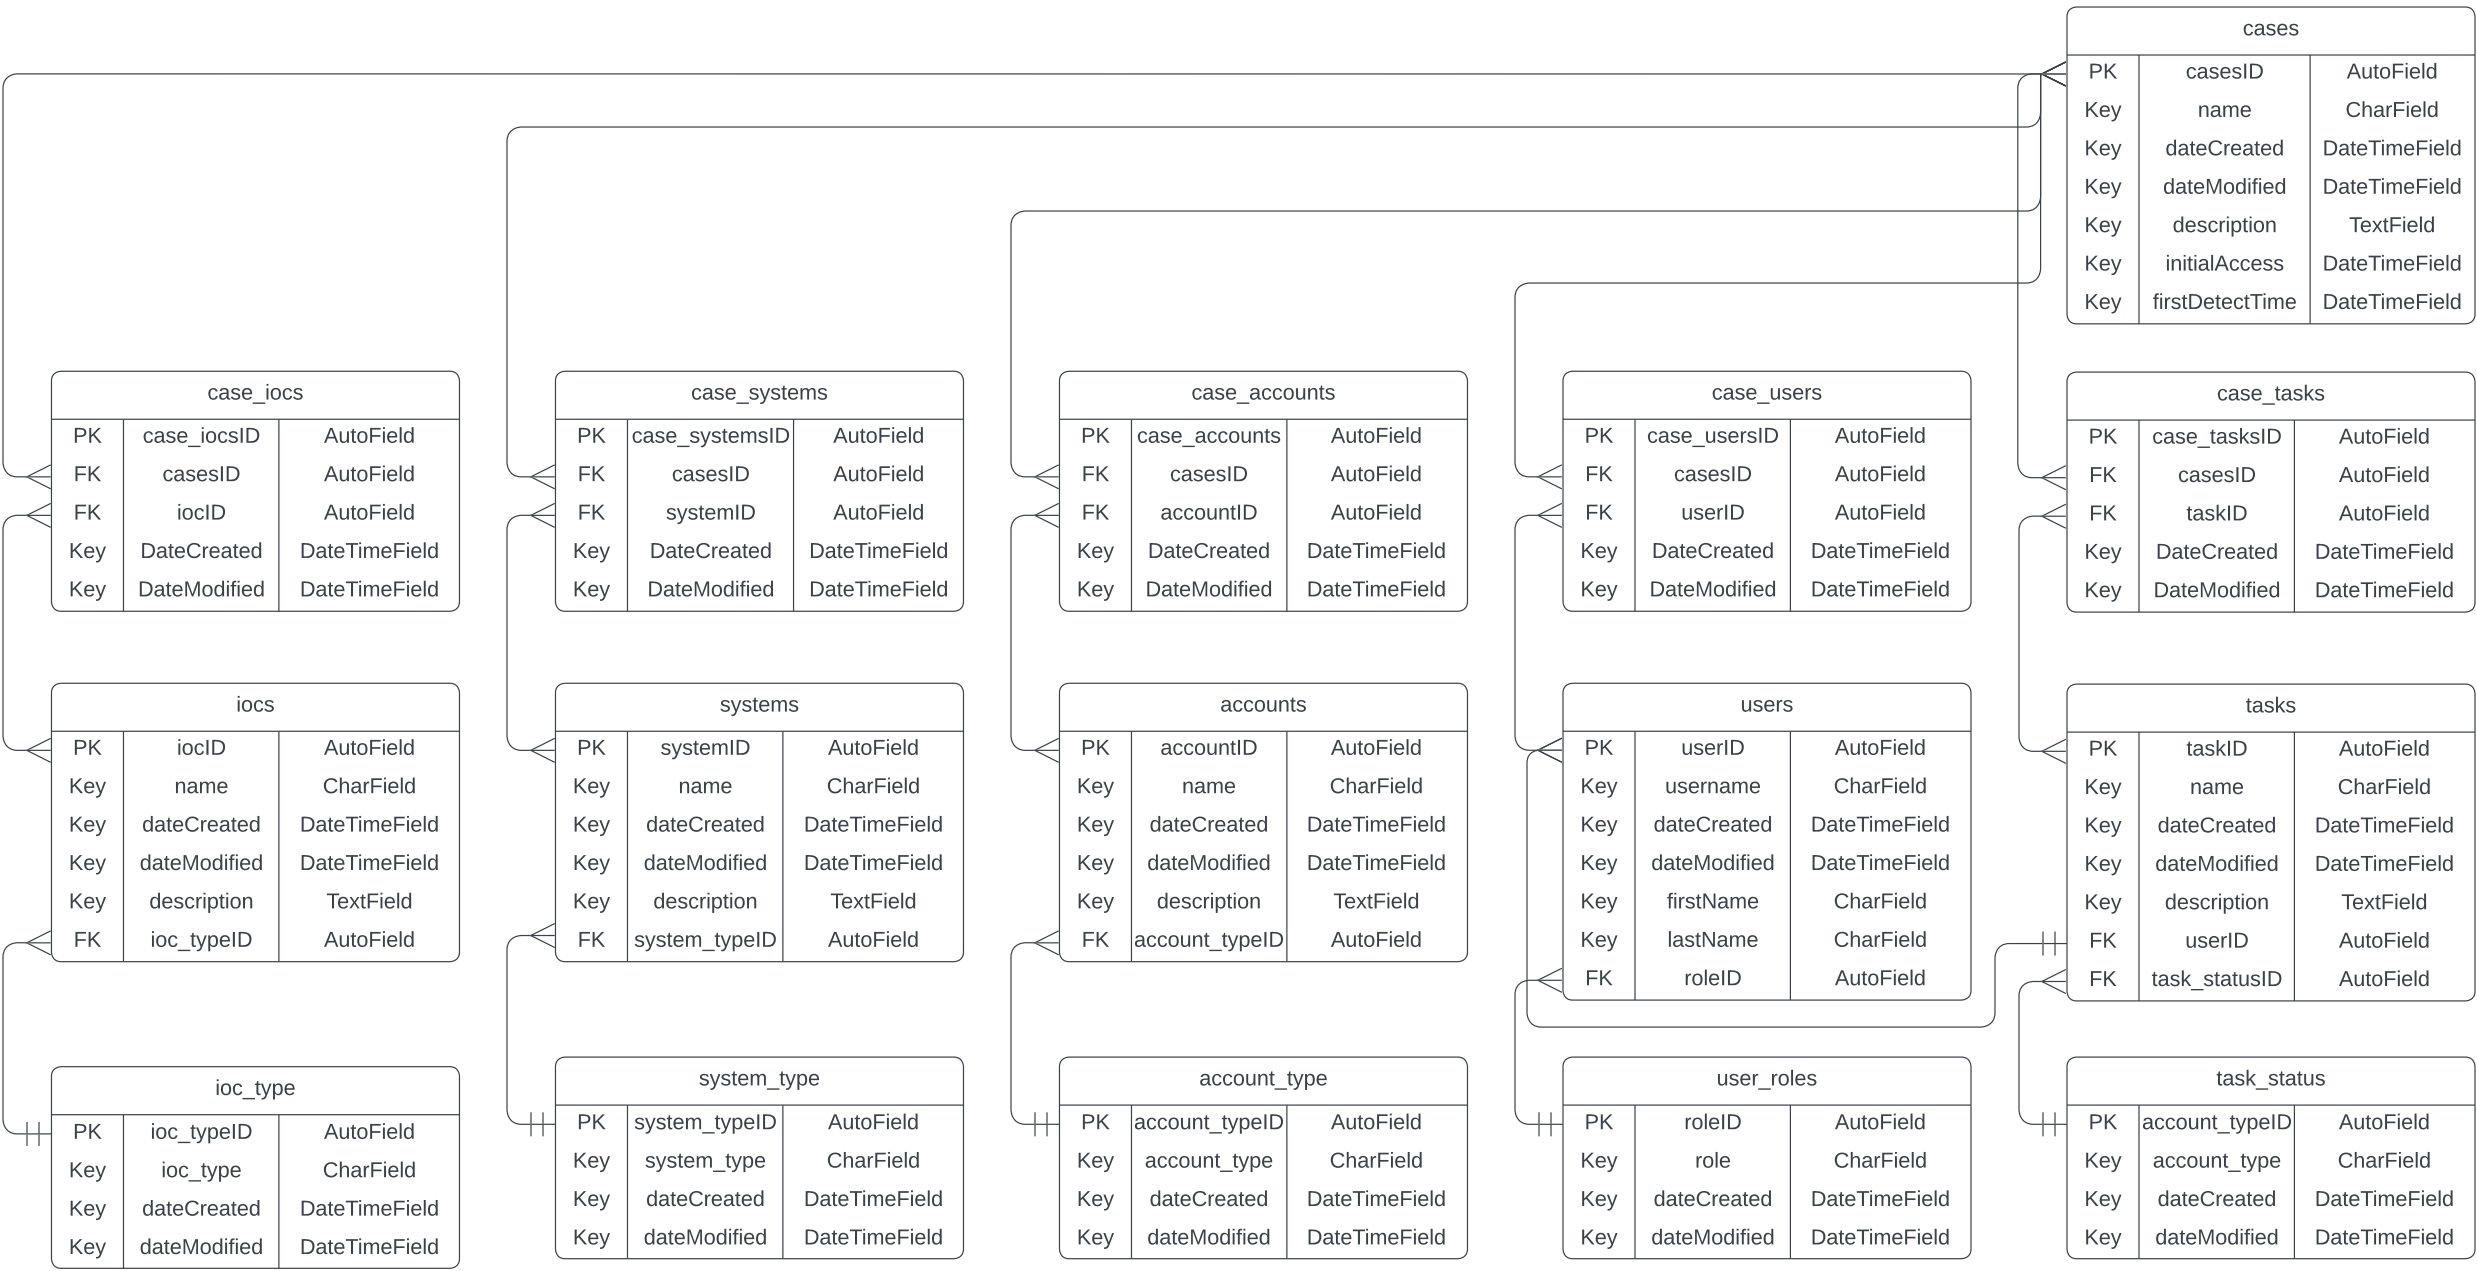 cases
PK casesID AutoField
Key name CharField
Key dateCreated DateTimeField
Key dateModified DateTimeField
Key description TextField
Key initialAccess DateTimeField
Key firstDetectTime DateTimeField
case_iocs
PK case_iocsID AutoField
FK casesID AutoField
FK iocID AutoField
Key DateCreated DateTimeField
Key DateModified DateTimeField
case_systems
PK case_systemsID AutoField
FK casesID AutoField
FK systemID AutoField
Key DateCreated DateTimeField
Key DateModified DateTimeField
case_accounts
PK case_accounts AutoField
FK casesID AutoField
FK accountID AutoField
Key DateCreated DateTimeField
Key DateModified DateTimeField
case_users
PK case_usersID AutoField
FK casesID AutoField
FK userID AutoField
Key DateCreated DateTimeField
Key DateModified DateTimeField
case_tasks
PK case_tasksID AutoField
FK casesID AutoField
FK taskID AutoField
Key DateCreated DateTimeField
Key DateModified DateTimeField
iocs
PK iocID AutoField
Key name CharField
Key dateCreated DateTimeField
Key dateModified DateTimeField
Key description TextField
FK ioc_typeID AutoField
systems
PK systemID AutoField
Key name CharField
Key dateCreated DateTimeField
Key dateModified DateTimeField
Key description TextField
FK system_typeID AutoField
accounts
PK accountID AutoField
Key name CharField
Key dateCreated DateTimeField
Key dateModified DateTimeField
Key description TextField
FK account_typeID AutoField
users
PK userID AutoField
Key username CharField
Key dateCreated DateTimeField
Key dateModified DateTimeField
Key firstName CharField
Key lastName CharField
FK roleID AutoField
tasks
PK taskID AutoField
Key name CharField
Key dateCreated DateTimeField
Key dateModified DateTimeField
Key description TextField
FK userID AutoField
FK task_statusID AutoField
ioc_type
PK ioc_typeID AutoField
Key ioc_type CharField
Key dateCreated DateTimeField
Key dateModified DateTimeField
system_type
PK system_typeID AutoField
Key system_type CharField
Key dateCreated DateTimeField
Key dateModified DateTimeField
account_type
PK account_typeID AutoField
Key account_type CharField
Key dateCreated DateTimeField
Key dateModified DateTimeField
user_roles
PK roleID AutoField
Key role CharField
Key dateCreated DateTimeField
Key dateModified DateTimeField
task_status
PK account_typeID AutoField
Key account_type CharField
Key dateCreated DateTimeField
Key dateModified DateTimeField